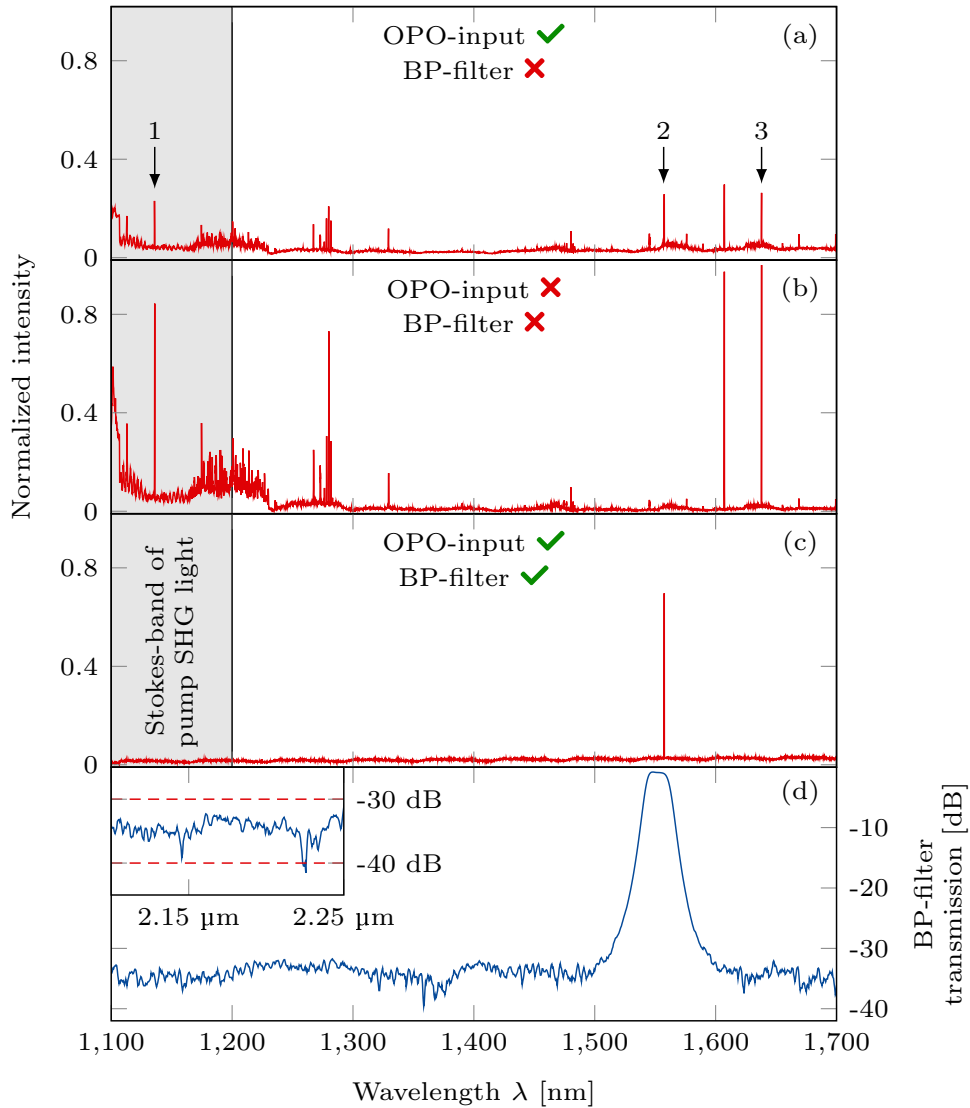 OPO-input ✓
BP-filter ✗
(a)
0.8
0.4
0
1
2
3
OPO-input ✗
BP-filter ✗
(b)
0.8
0.4
0
Normalized intensity
OPO-input ✓
BP-filter ✓
(c)
0.8
0.4
0
Stokes-band of
pump SHG light
(d)
-30 dB
-40 dB
2.15 µm
2.25 µm
-10
-20
-30
-40
BP-filter
transmission [dB]
1,100
1,200
1,300
1,400
1,500
1,600
1,700
Wavelength λ [nm]